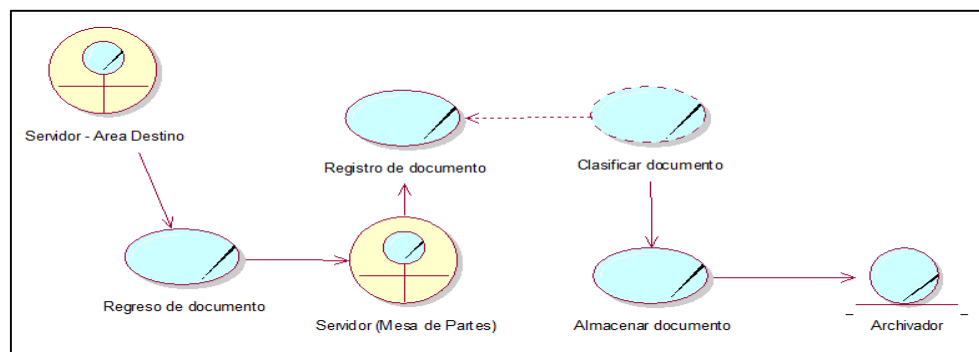 Servidor - Area Destino
Registro de documento
Clasificar documento
Regreso de documento
Servidor (Mesa de Partes)
Almacenar documento
Archivador